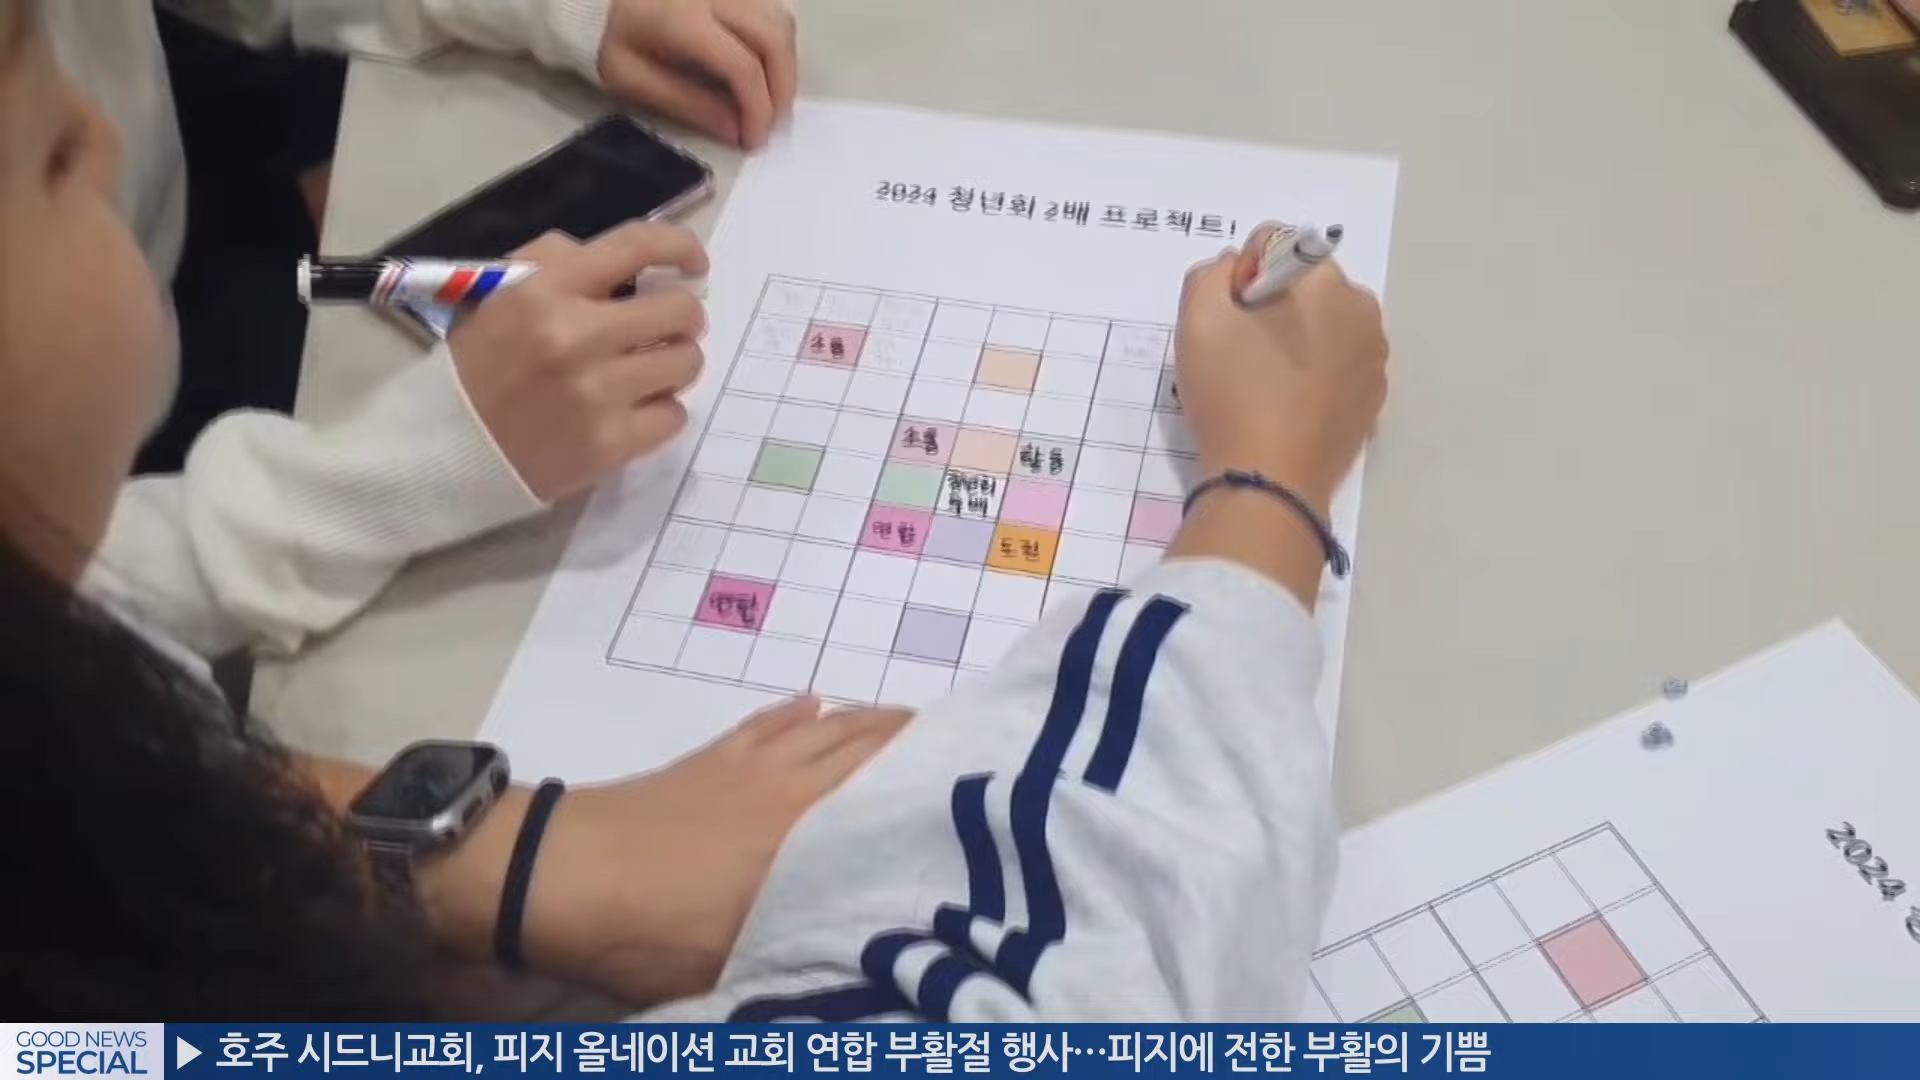 2024 청년회 2배 프로젝트!
소통
소통
활동
청년회
두배
연합
도전
연합
2024
GOOD NEWS
SPECIAL
▶ 호주 시드니교회, 피지 올네이션 교회 연합 부활절 행사…피지에 전한 부활의 기쁨